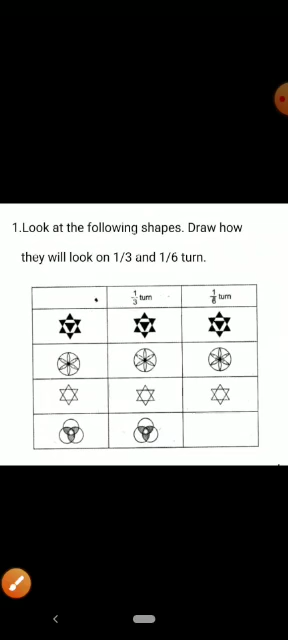 1.Look at the following shapes. Draw how
they will look on 1/3 and 1/6 turn.
1/3 turn
1/6 turn